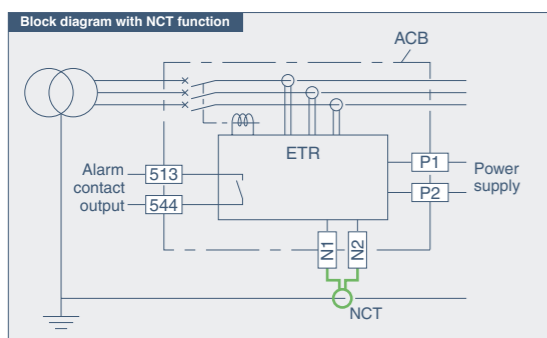 Block diagram with NCT function
ACB
ETR
P1
P2
Power
supply
Alarm
contact
output
513
544
N1
N2
NCT